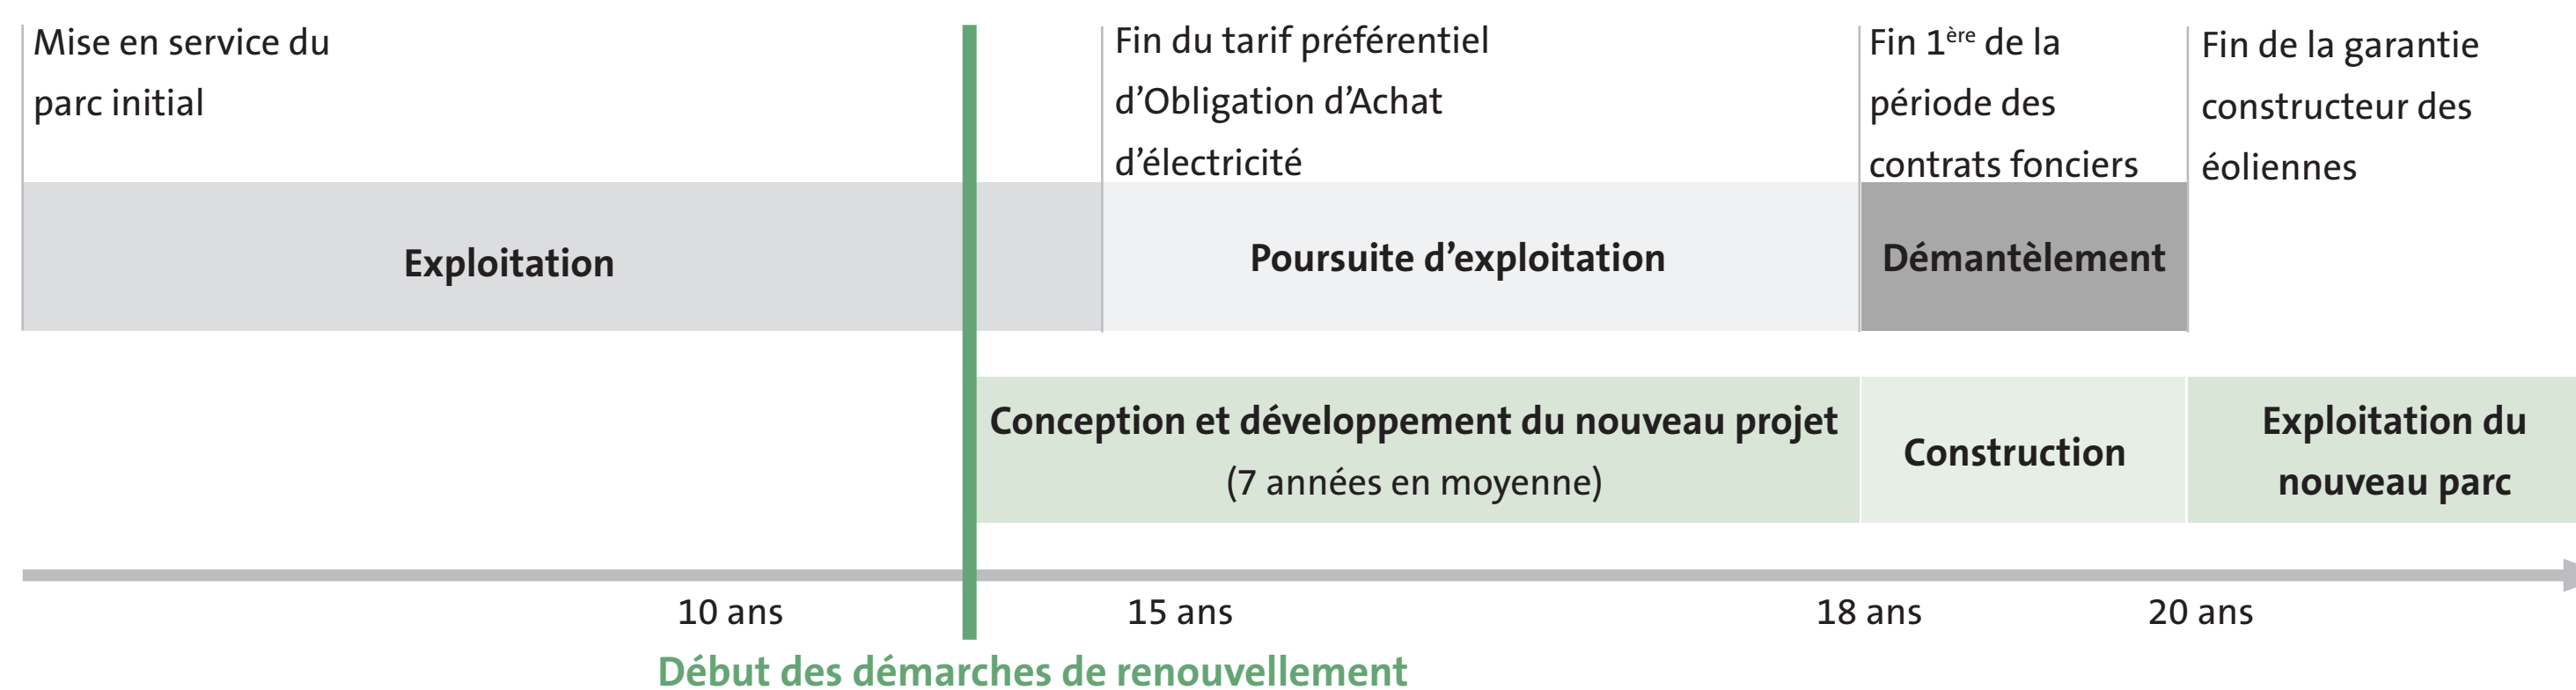 Mise en service du
parc initial
Fin du tarif préférentiel
d’Obligation d’Achat
d’électricité
Fin 1ère de la
période des
contrats fonciers
Fin de la garantie
constructeur des
éoliennes
Exploitation
Poursuite d’exploitation
Démantèlement
Conception et développement du nouveau projet
(7 années en moyenne)
Construction
Exploitation du
nouveau parc
10 ans
15 ans
18 ans
20 ans
Début des démarches de renouvellement